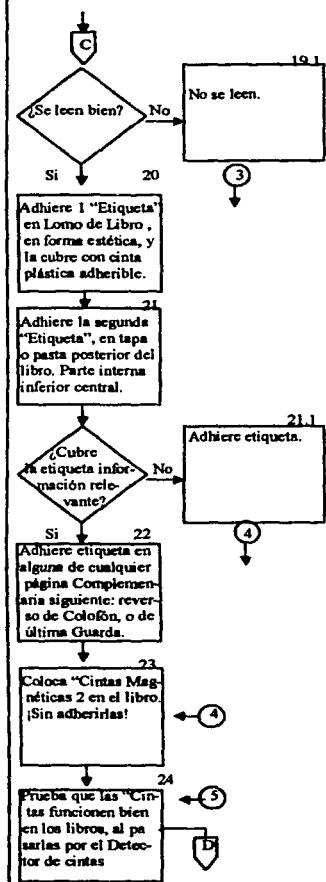 C
19.1
¿Se leen bien?
No
No se leen.
3
Si
20
Adhiere 1 “Etiqueta”
en Lomo de Libro ,
en forma estética, y
la cubre con cinta
plástica adherible.
21
Adhiere la segunda
“Etiqueta”, en tapa
o pasta posterior del
libro. Parte interna
inferior central.
21.1
¿Cubre
la etiqueta infor-
mación rele-
vante?
No
Adhiere etiqueta.
4
Si
22
Adhiere etiqueta en
alguna de cualquier
página Complemen-
taria siguiente: rever-
so de Colofón, o de
última Guarda.
23
Coloca “Cintas Mag-
néticas 2 en el libro.
¡Sin adherirlas!
4
24
Prueba que las “Cin-
tas funcionen bien
en los libros, al pa
sarlas por el Detec-
tor de cintas
5
D